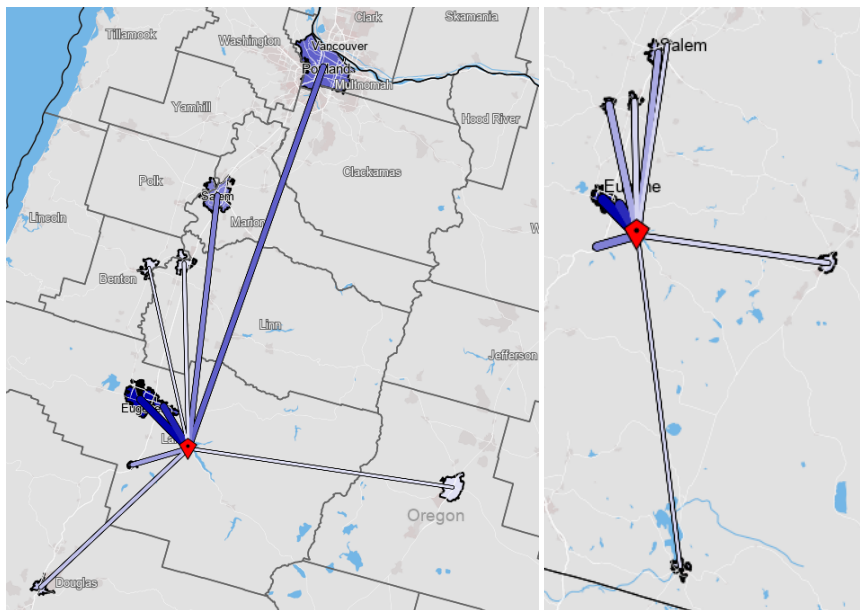 Clark
Skamania
Tillamook
Washington
Vancouver
Portland
Multnomah
Yamhill
Hood River
Clackamas
Polk
Salem
Marion
Lincoln
Benton
Linn
Jefferson
Eugene
Oregon
Douglas
Salem
Eugene